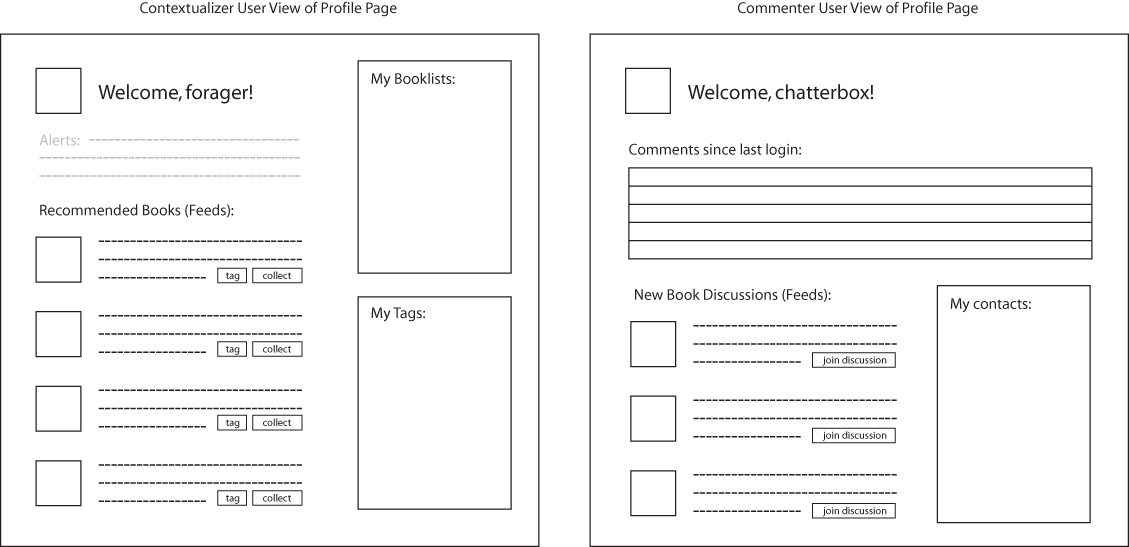 Contextualizer User View of Profile Page
Welcome, forager!
Alerts:
Recommended Books (Feeds):
tag collect
tag collect
tag collect
tag collect
My Booklists:
My Tags:
Commenter User View of Profile Page
Welcome, chatterbox!
Comments since last login:
New Book Discussions (Feeds):
join discussion
join discussion
join discussion
My contacts: